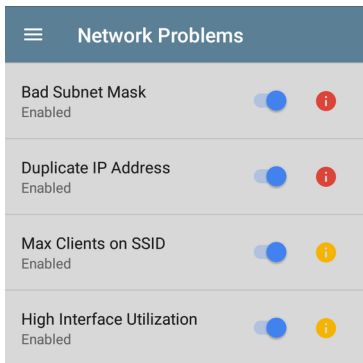 Network Problems
Bad Subnet Mask
Enabled
Duplicate IP Address
Enabled
Max Clients on SSID
Enabled
High Interface Utilization
Enabled